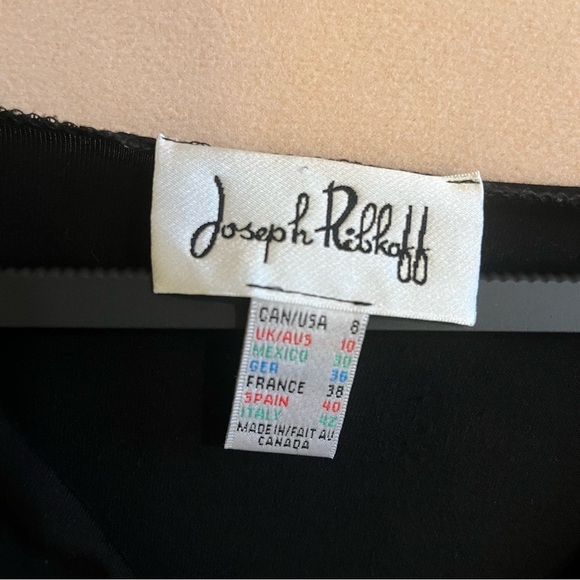 Joseph Ribkoff
CAN/USA 8
UK/AUS 10
MEXICO 30
GER 36
FRANCE 38
SPAIN 40
ITALY 42
MADE IN/FAIT AU
CANADA